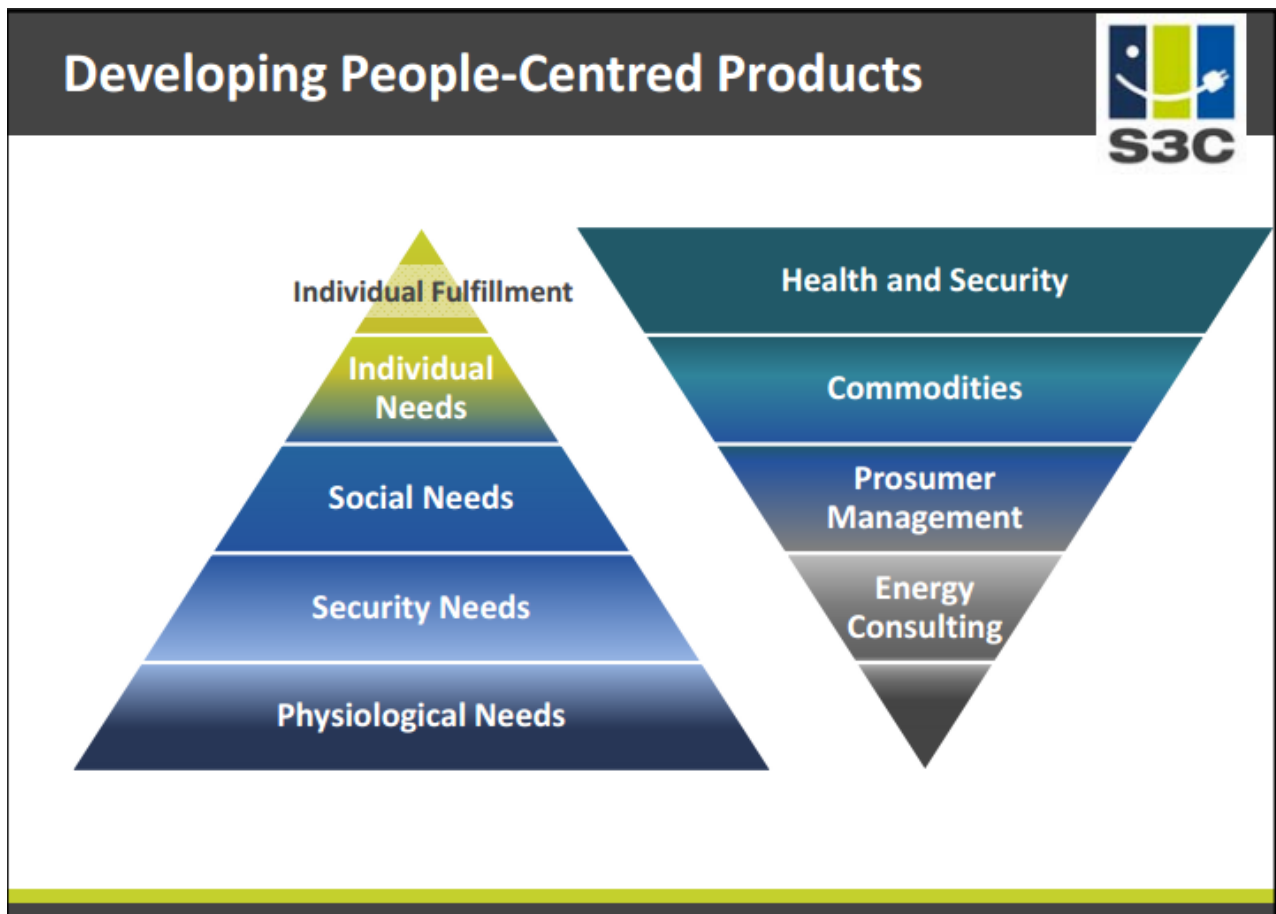 Developing People-Centred Products
S3C
Individual Fulfillment
Individual
Needs
Social Needs
Security Needs
Physiological Needs
Health and Security
Commodities
Prosumer
Management
Energy
Consulting